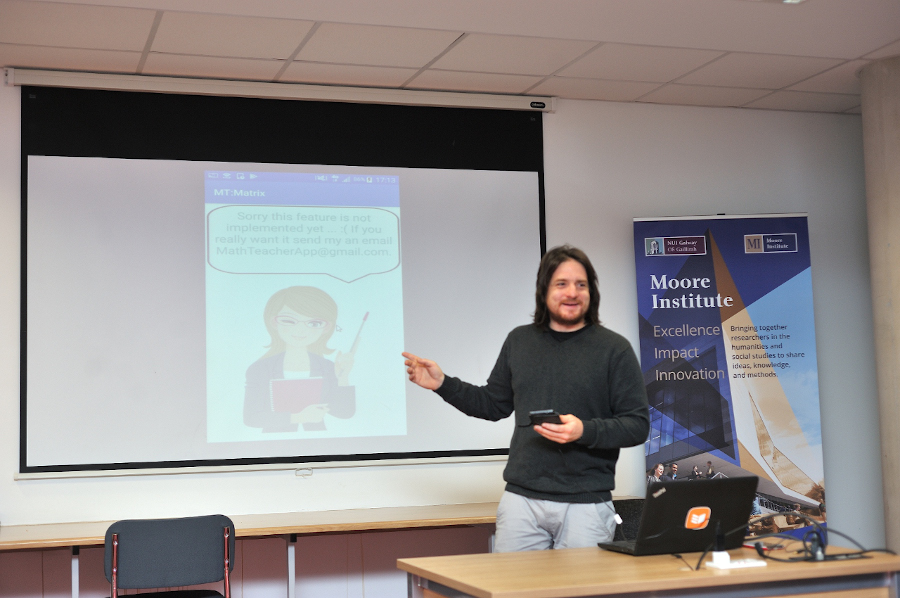 MT:Matrix
Sorry this feature is not
implemented yet ... :( If you
really want it send my an email
MathTeacherApp@gmail.com.
NUI Galway
OÉ Gaillimh
MI
Moore
Institute
Moore
Institute
Excellence
Impact
Innovation
Bringing together
researchers in the
humanities and
social studies to share
ideas, knowledge,
and methods.